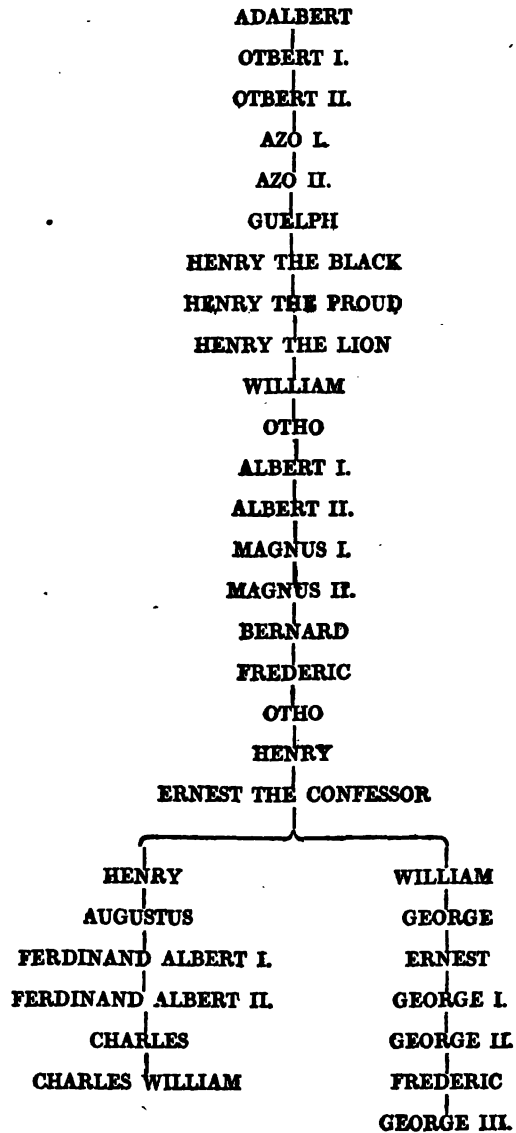 ADALBERT
OTBERT I.
OTBERT II.
AZO I.
AZO II.
GUELPH
HENRY THE BLACK
HENRY THE PROUD
HENRY THE LION
WILLIAM
OTHO
ALBERT I.
ALBERT II.
MAGNUS I.
MAGNUS II.
BERNARD
FREDERIC
OTHO
HENRY
ERNEST THE CONFESSOR
HENRY
AUGUSTUS
FERDINAND ALBERT I.
FERDINAND ALBERT II.
CHARLES
CHARLES WILLIAM
WILLIAM
GEORGE
ERNEST
GEORGE I.
GEORGE II.
FREDERIC
GEORGE III.